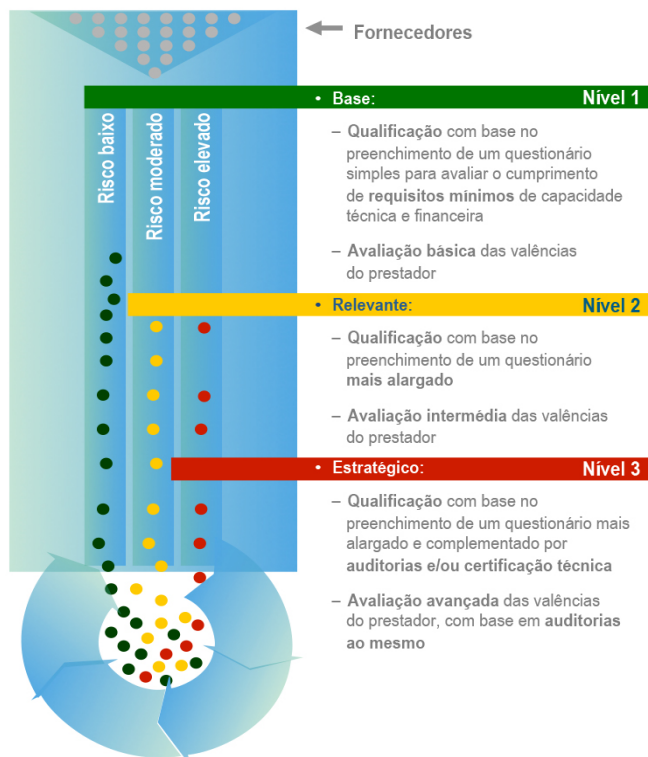 Fornecedores
• Base: Nível 1
Risco baixo
Risco moderado
Risco elevado
– Qualificação com base no
preenchimento de um questionário
simples para avaliar o cumprimento
de requisitos mínimos de capacidade
técnica e financeira
– Avaliação básica das valências
do prestador
• Relevante: Nível 2
– Qualificação com base no
preenchimento de um questionário
mais alargado
– Avaliação intermédia das valências
do prestador
• Estratégico: Nível 3
– Qualificação com base no
preenchimento de um questionário mais
alargado e complementado por
auditorias e/ou certificação técnica
– Avaliação avançada das valências
do prestador, com base em auditorias
ao mesmo